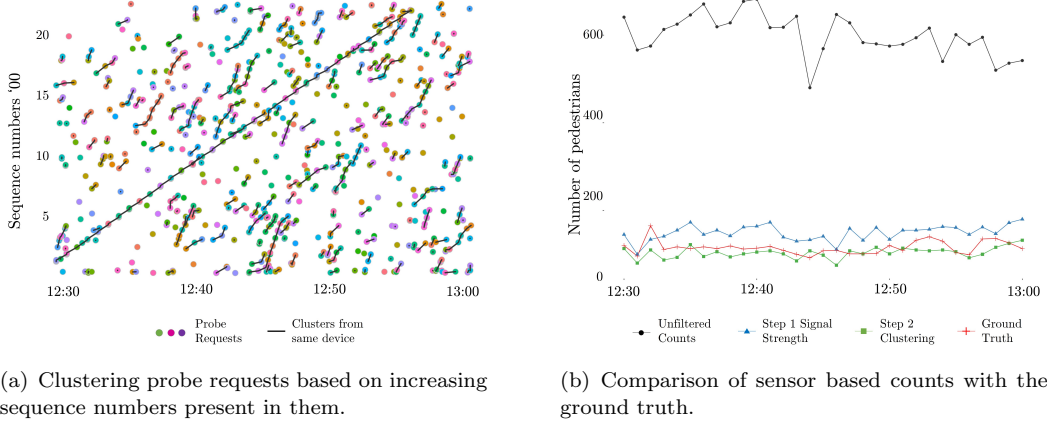 Sequence numbers '00
20
15
10
5
12:30
12:40
12:50
13:00
Probe
Requests
Clusters from
same device
(a) Clustering probe requests based on increasing
sequence numbers present in them.
Number of pedestrians
600
400
200
0
12:30
12:40
12:50
13:00
Unfiltered
Counts
Step 1 Signal
Strength
Step 2
Clustering
Ground
Truth
(b) Comparison of sensor based counts with the
ground truth.